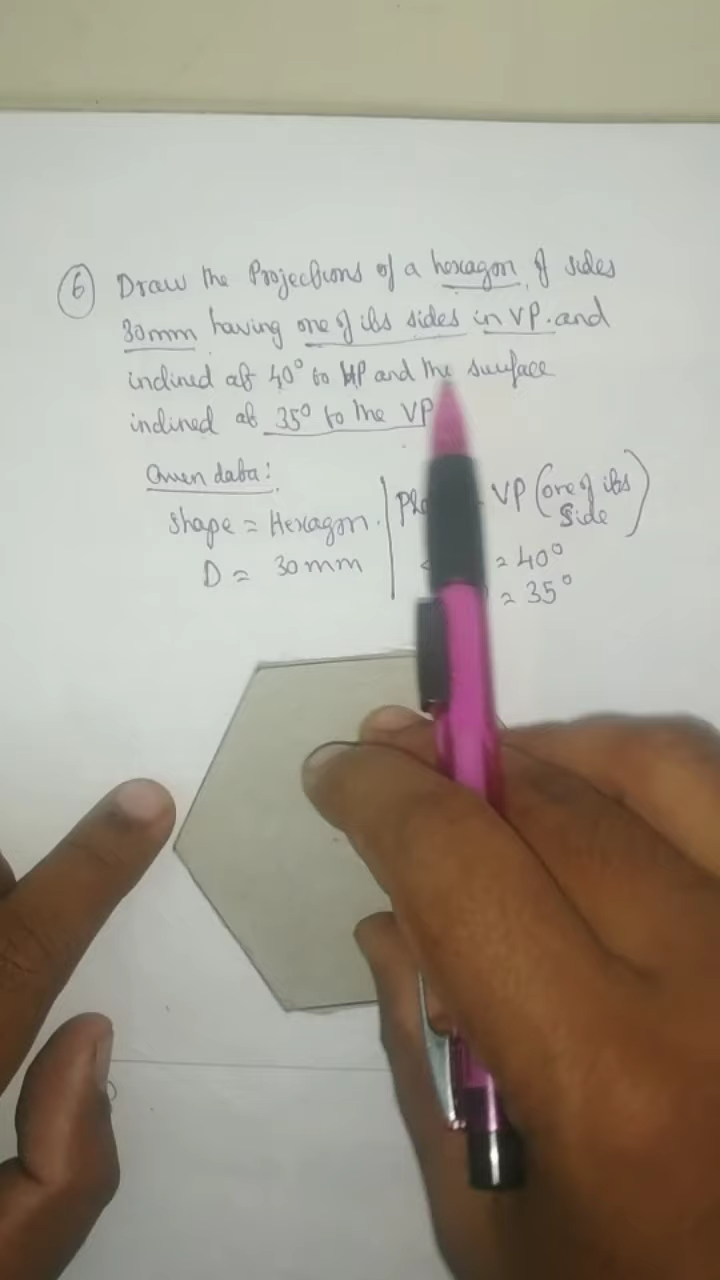 6 Draw the Projections of a hexagon of sides
30mm having one of its sides in VP. and
inclined at 40° to HP and the surface
inclined at 35° to the VP
Given data:
Shape = Hexagon.
D = 30mm
VP (one of its
Side)
= 40°
= 35°